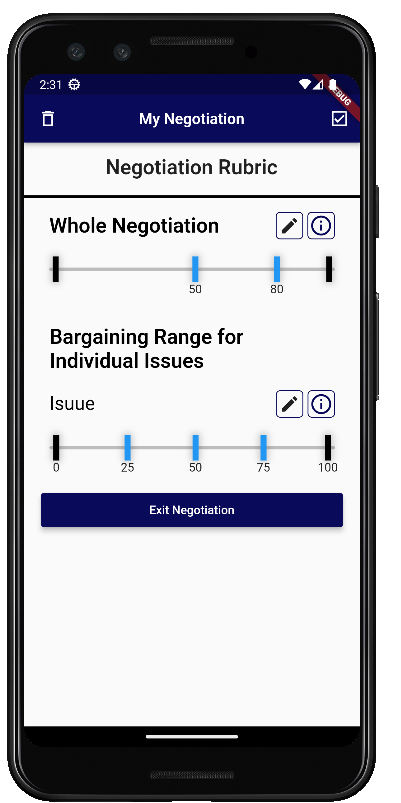 2:31
DEBUG
My Negotiation
Negotiation Rubric
Whole Negotiation
50 80
Bargaining Range for
Individual Issues
Isuue
0 25 50 75 100
Exit Negotiation